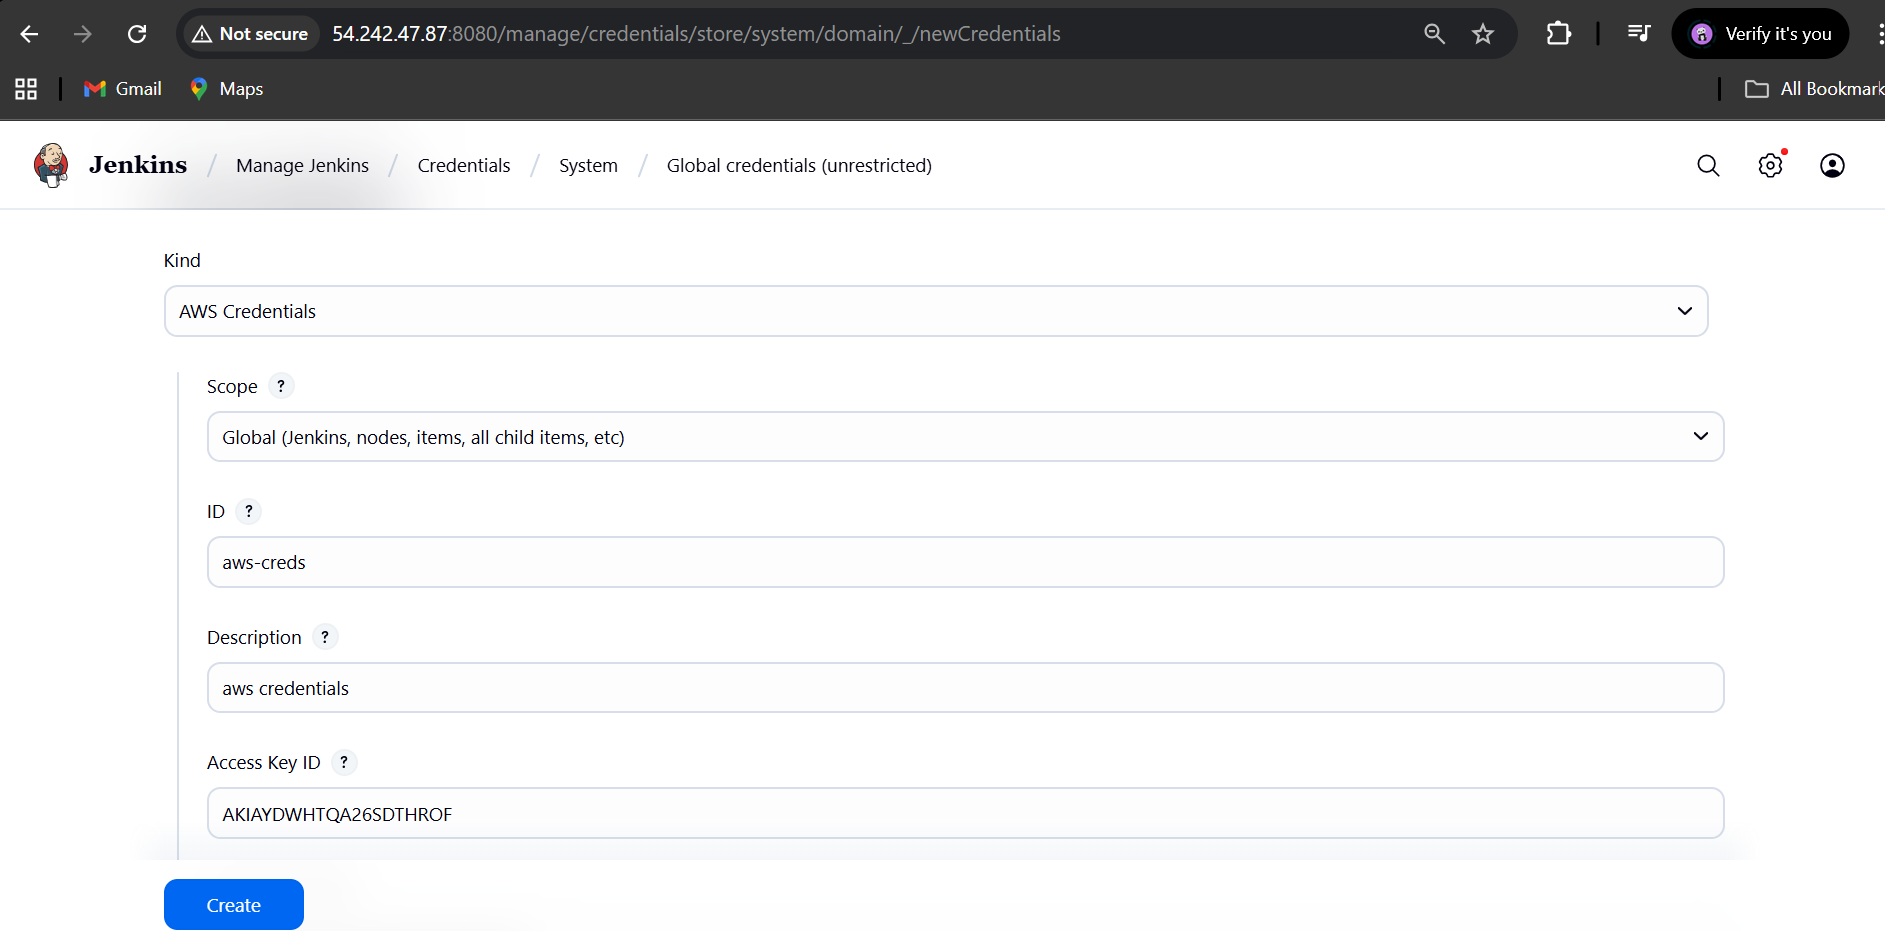 Not secure 54.242.47.87:8080/manage/credentials/store/system/domain/_/newCredentials Verify it's you
Gmail Maps All Bookmark
Jenkins / Manage Jenkins / Credentials / System / Global credentials (unrestricted)
Kind
AWS Credentials
Scope ?
Global (Jenkins, nodes, items, all child items, etc)
ID ?
aws-creds
Description ?
aws credentials
Access Key ID ?
AKIAYDWHTQA26SDTHROF
Create